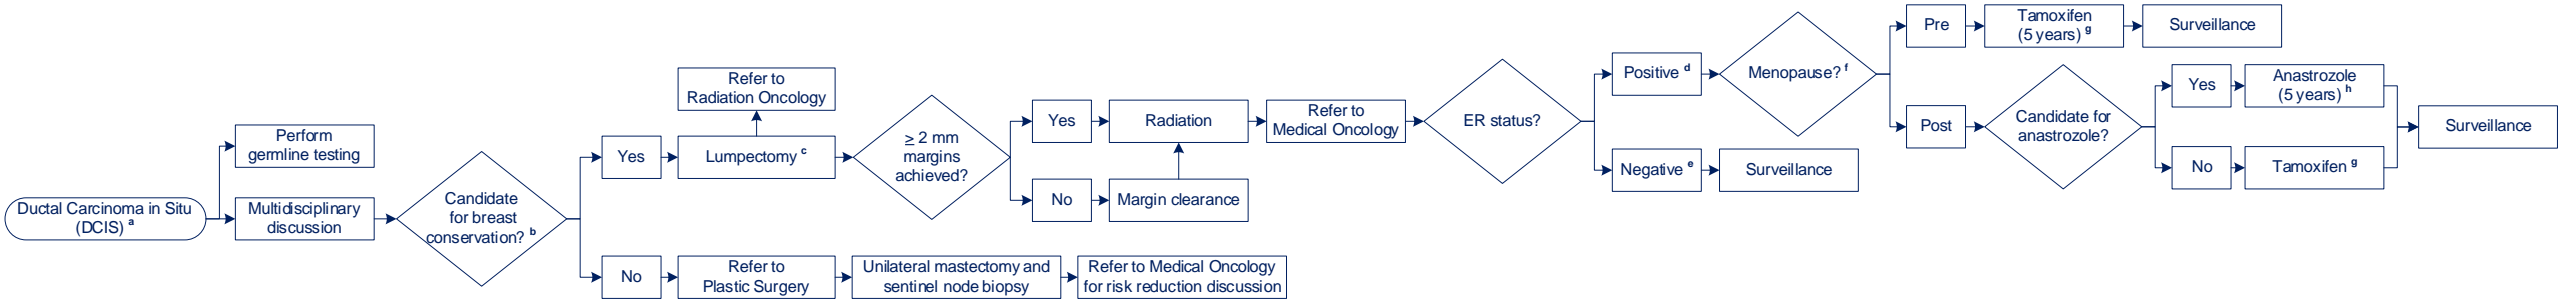 Ductal Carcinoma in Situ
(DCIS) a
Perform
germline testing
Multidisciplinary
discussion
Candidate
for breast
conservation? b
Yes
Lumpectomy c
Refer to
Radiation Oncology
≥ 2 mm
margins
achieved?
Yes
Radiation
No
Margin clearance
Refer to
Medical Oncology
ER status?
Positive d
Menopause? f
Pre
Tamoxifen
(5 years) g
Surveillance
Post
Candidate for
anastrozole?
Yes
Anastrozole
(5 years) h
No
Tamoxifen g
Surveillance
Negative e
Surveillance
No
Refer to
Plastic Surgery
Unilateral mastectomy and
sentinel node biopsy
Refer to Medical Oncology
for risk reduction discussion